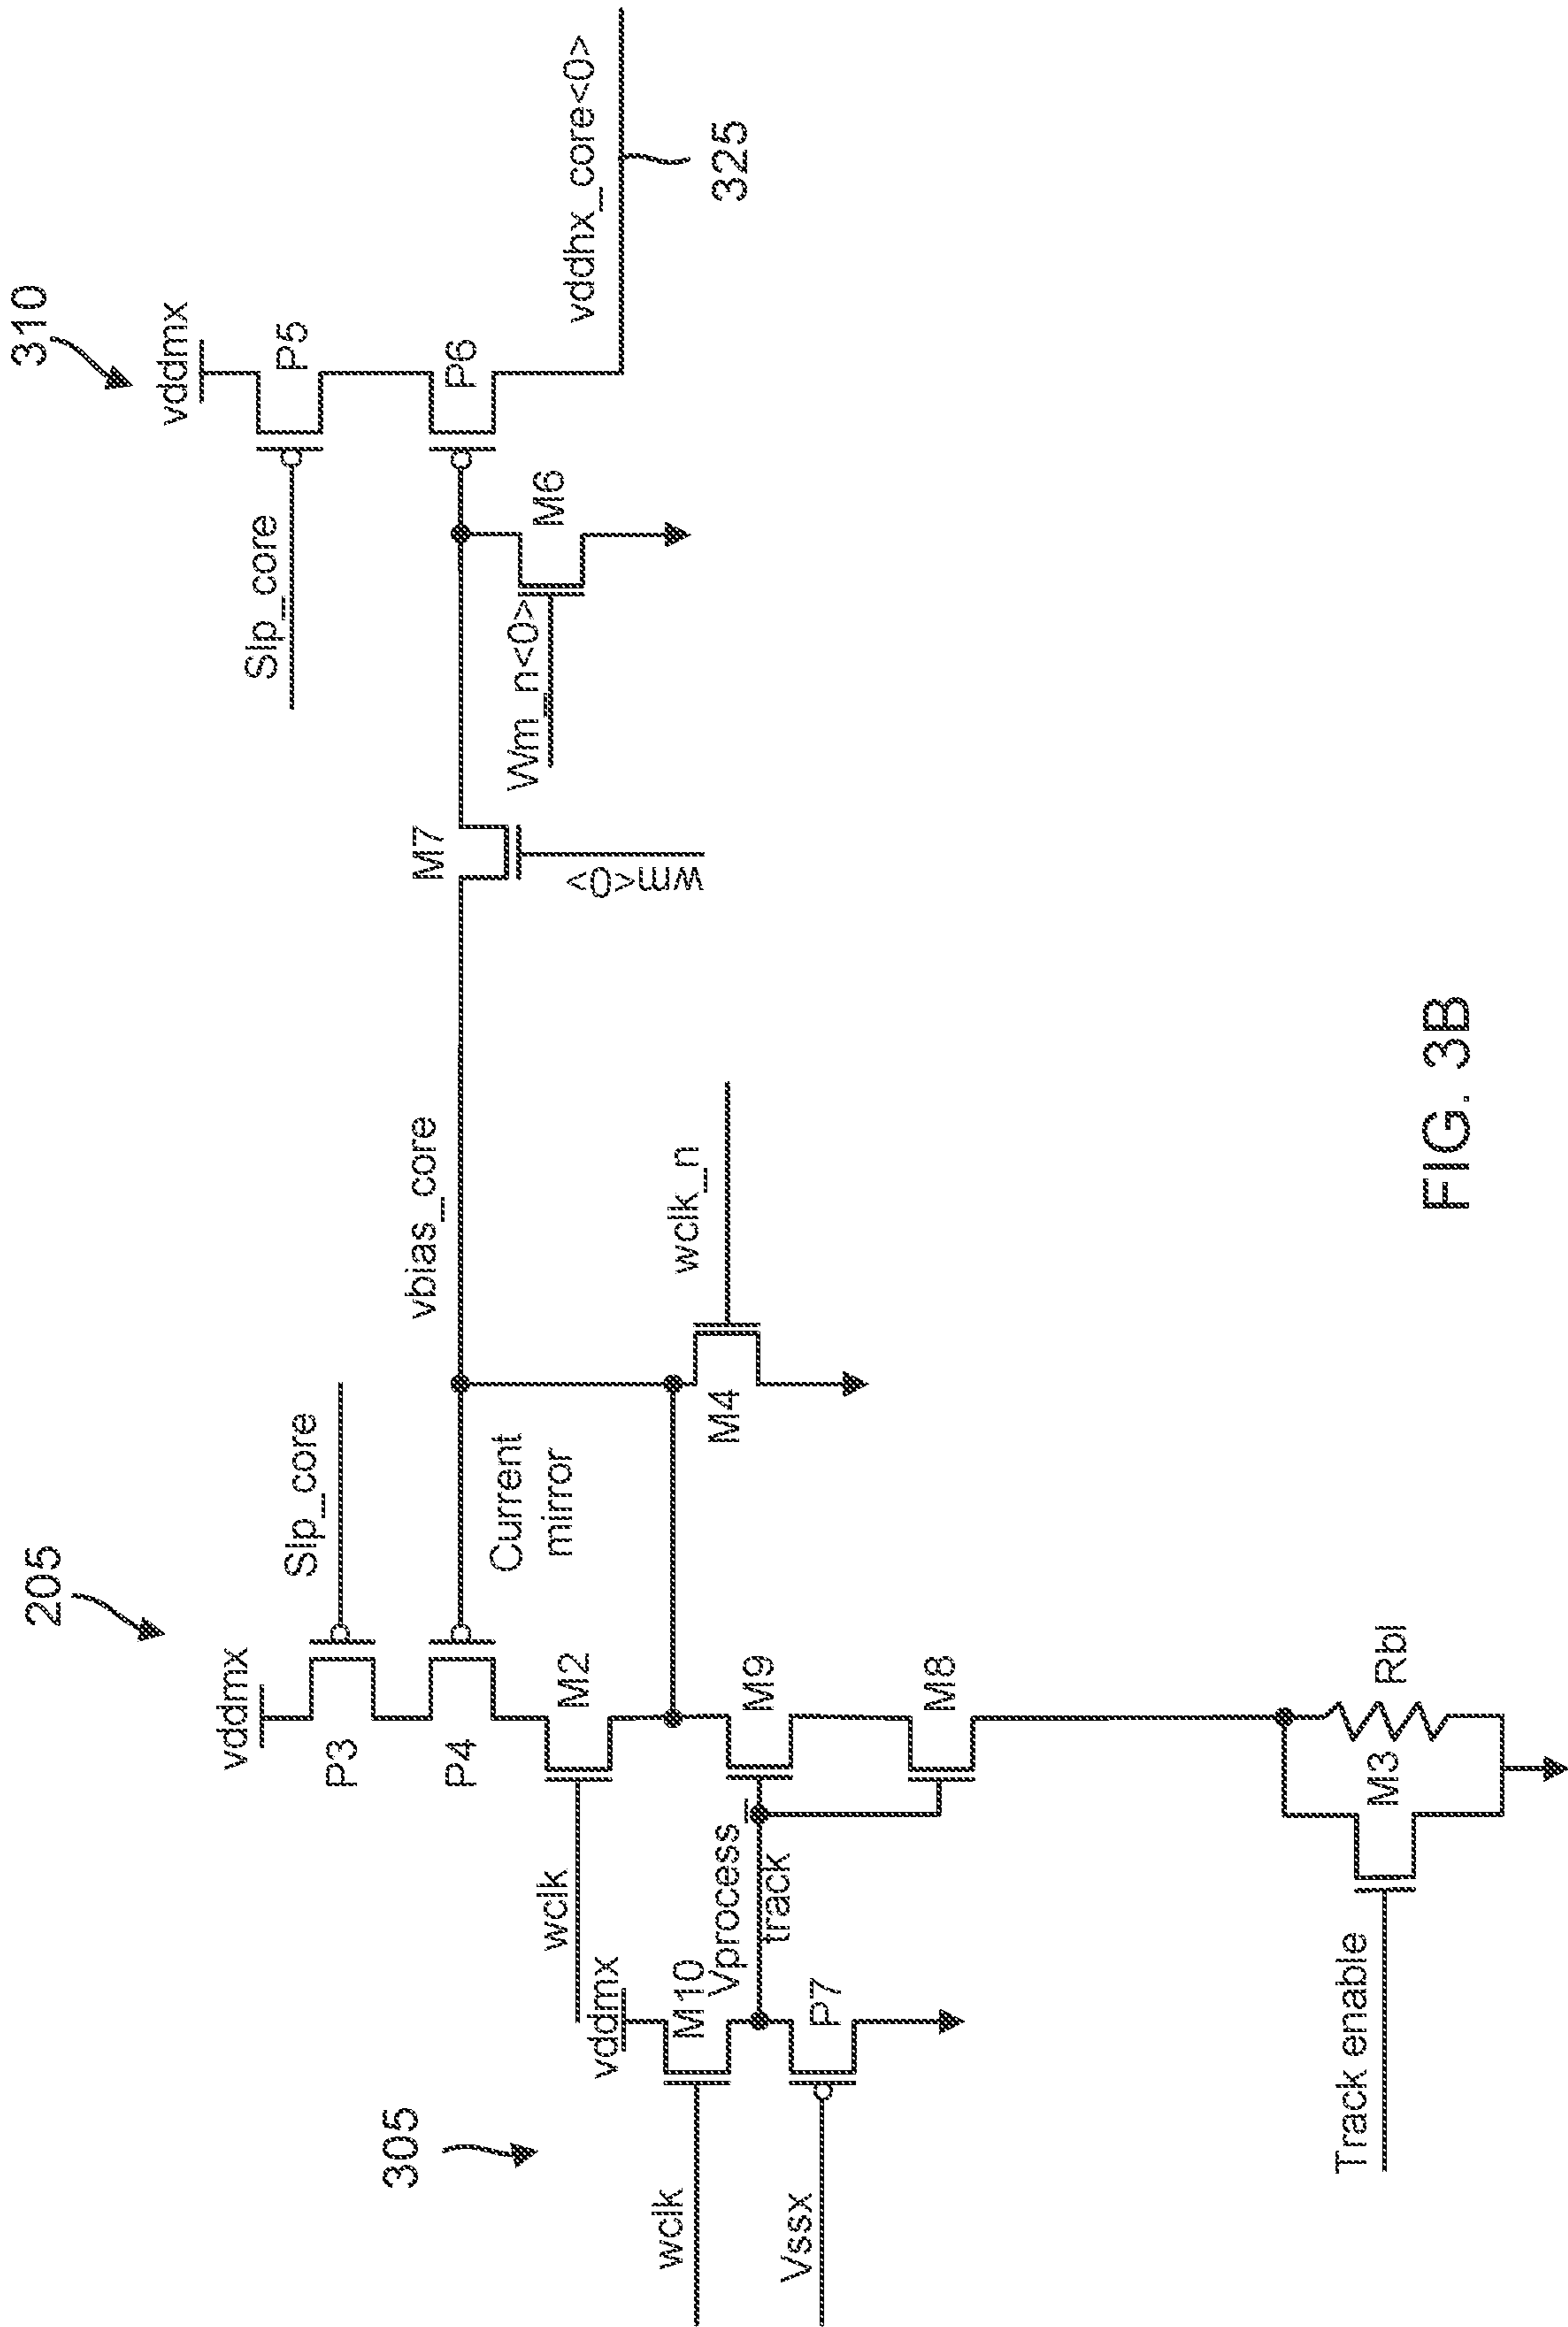 310
vddmx
P5
Slp_core
P6
vddhx_core<0>
325
M6
Wm_n<0>
M7
wm<0>
vbias_core
wclk_n
M4
205
vddmx
Slp_core
P3
P4
Current
mirror
M2
wclk
M9
M8
Vprocess_
track
305
vddmx
M10
wclk
P7
Vssx
Rbl
M3
Track enable
FIG. 3B